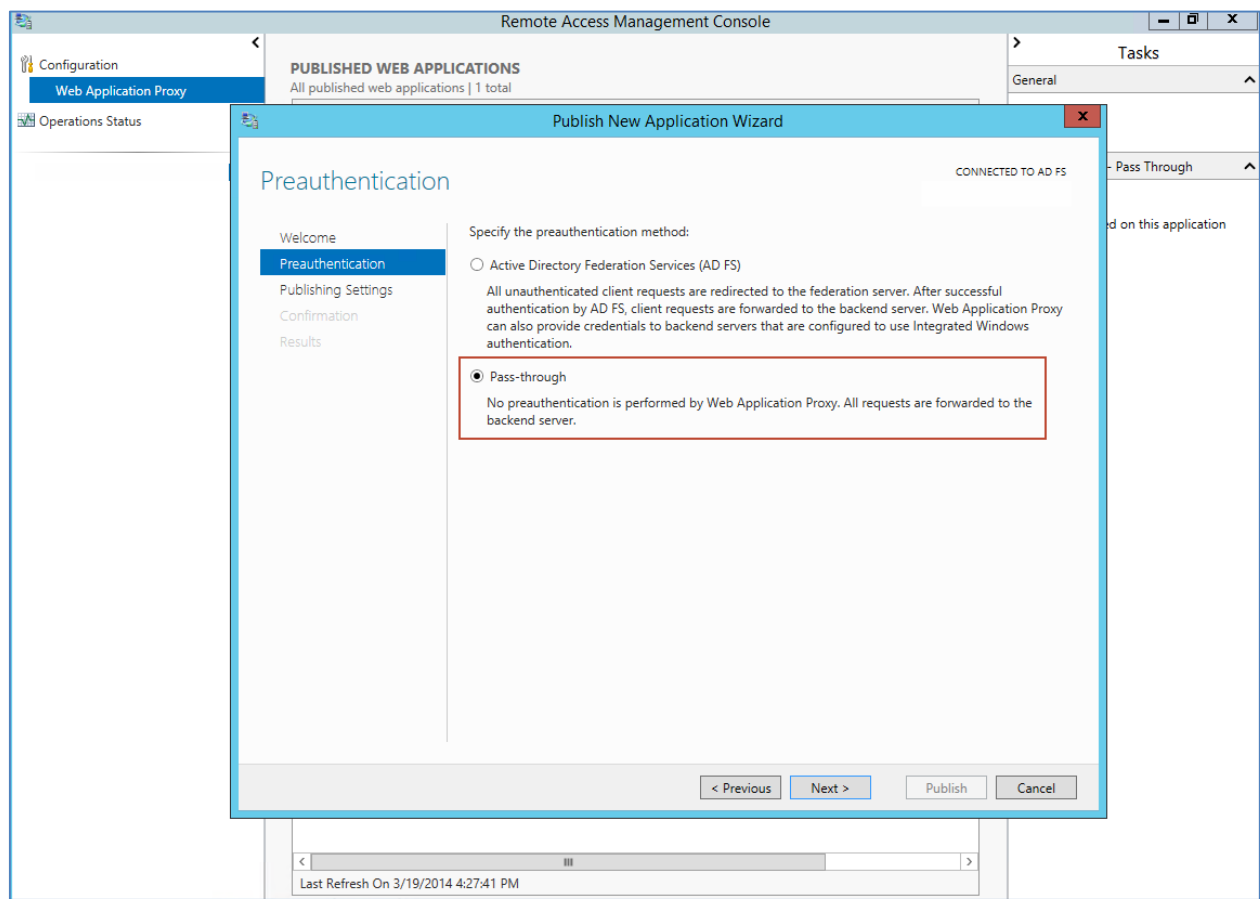 Remote Access Management Console
Configuration
Web Application Proxy
Operations Status
PUBLISHED WEB APPLICATIONS
All published web applications | 1 total
Tasks
General
- Pass Through
ed on this application
Publish New Application Wizard
Preauthentication
CONNECTED TO AD FS
Welcome
Preauthentication
Publishing Settings
Confirmation
Results
Specify the preauthentication method:
Active Directory Federation Services (AD FS)
All unauthenticated client requests are redirected to the federation server. After successful
authentication by AD FS, client requests are forwarded to the backend server. Web Application Proxy
can also provide credentials to backend servers that are configured to use Integrated Windows
authentication.
Pass-through
No preauthentication is performed by Web Application Proxy. All requests are forwarded to the
backend server.
< Previous
Next >
Publish
Cancel
Last Refresh On 3/19/2014 4:27:41 PM